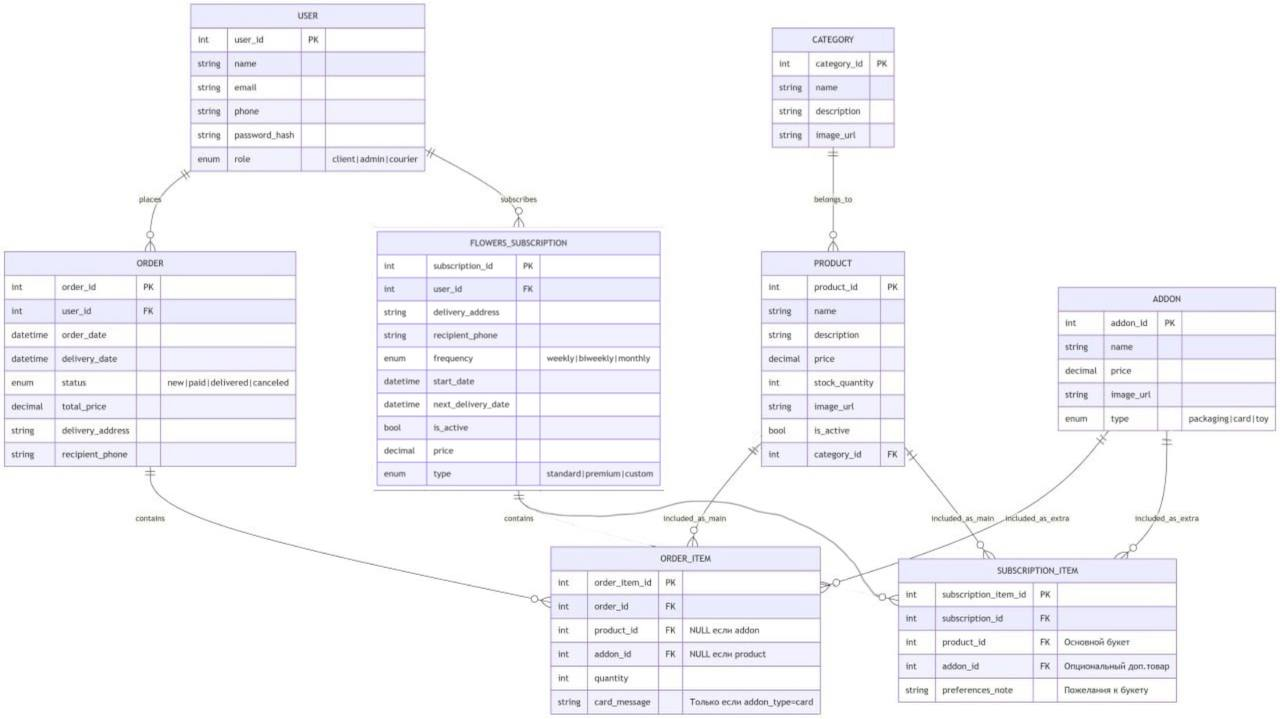 USER
int user_id PK
string name
string email
string phone
string password_hash
enum role client|admin|courier
CATEGORY
int category_id PK
string name
string description
string image_url
places
subscribes
belongs_to
ORDER
int order_id PK
int user_id FK
datetime order_date
datetime delivery_date
enum status new|paid|delivered|canceled
decimal total_price
string delivery_address
string recipient_phone
FLOWERS_SUBSCRIPTION
int subscription_id PK
int user_id FK
string delivery_address
string recipient_phone
enum frequency weekly|biweekly|monthly
datetime start_date
datetime next_delivery_date
bool is_active
decimal price
enum type standard|premium|custom
PRODUCT
int product_id PK
string name
string description
decimal price
int stock_quantity
string image_url
bool is_active
int category_id FK
ADDON
int addon_id PK
string name
decimal price
string image_url
enum type packaging|card|toy
contains
contains
included_as_main
included_as_main
included_as_extra
included_as_extra
ORDER_ITEM
int order_item_id PK
int order_id FK
int product_id FK NULL если addon
int addon_id FK NULL если product
int quantity
string card_message Только если addon_type=card
SUBSCRIPTION_ITEM
int subscription_item_id PK
int subscription_id FK
int product_id FK Основной букет
int addon_id FK Опциональный доп.товар
string preferences_note Пожелания к букету